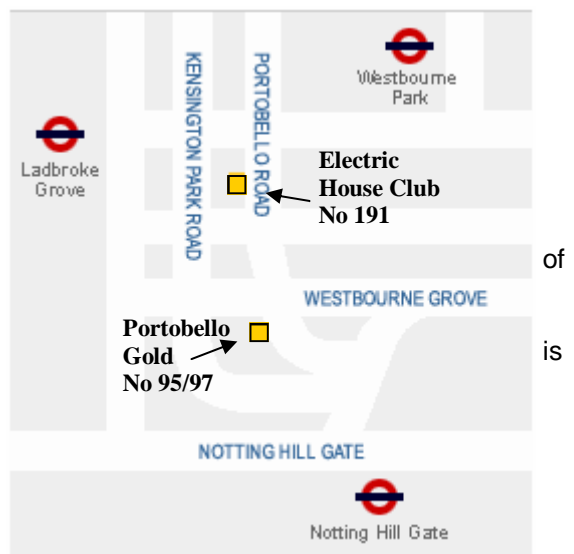 KENSINGTON PARK ROAD
PORTOBELLO ROAD
Westbourne
Park
Ladbroke
Grove
Electric
House Club
No 191
of
WESTBOURNE GROVE
Portobello
Gold
No 95/97
is
NOTTING HILL GATE
Notting Hill Gate